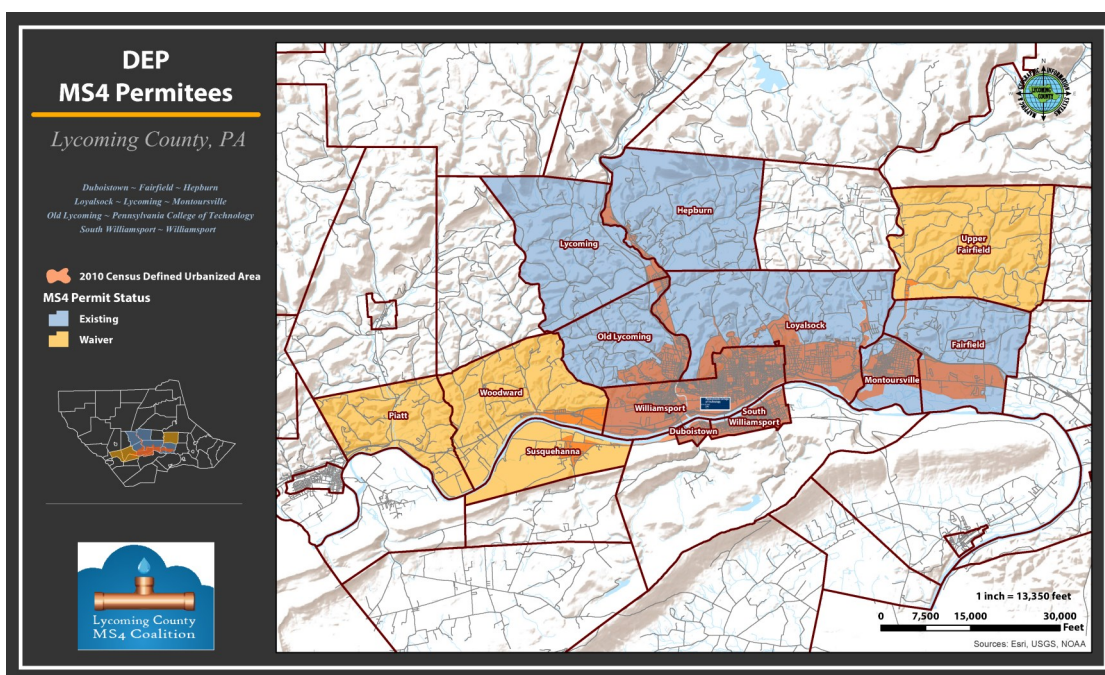 DEP
MS4 Permitees
Lycoming County, PA
Duboistown ~ Fairfield ~ Hepburn
Loyalsock ~ Lycoming ~ Montoursville
Old Lycoming ~ Pennsylvania College of Technology
South Williamsport ~ Williamsport
2010 Census Defined Urbanized Area
MS4 Permit Status
Existing
Waiver
Lycoming County
MS4 Coalition
N
LYCOMING
COUNTY
Hepburn
Lycoming
Upper
Fairfield
Old Lycoming
Loyalsock
Fairfield
Montoursville
Woodward
Piatt
Williamsport
South
Williamsport
Duboistown
Susquehanna
1 inch = 13,350 feet
0 7,500 15,000 30,000
Feet
Sources: Esri, USGS, NOAA